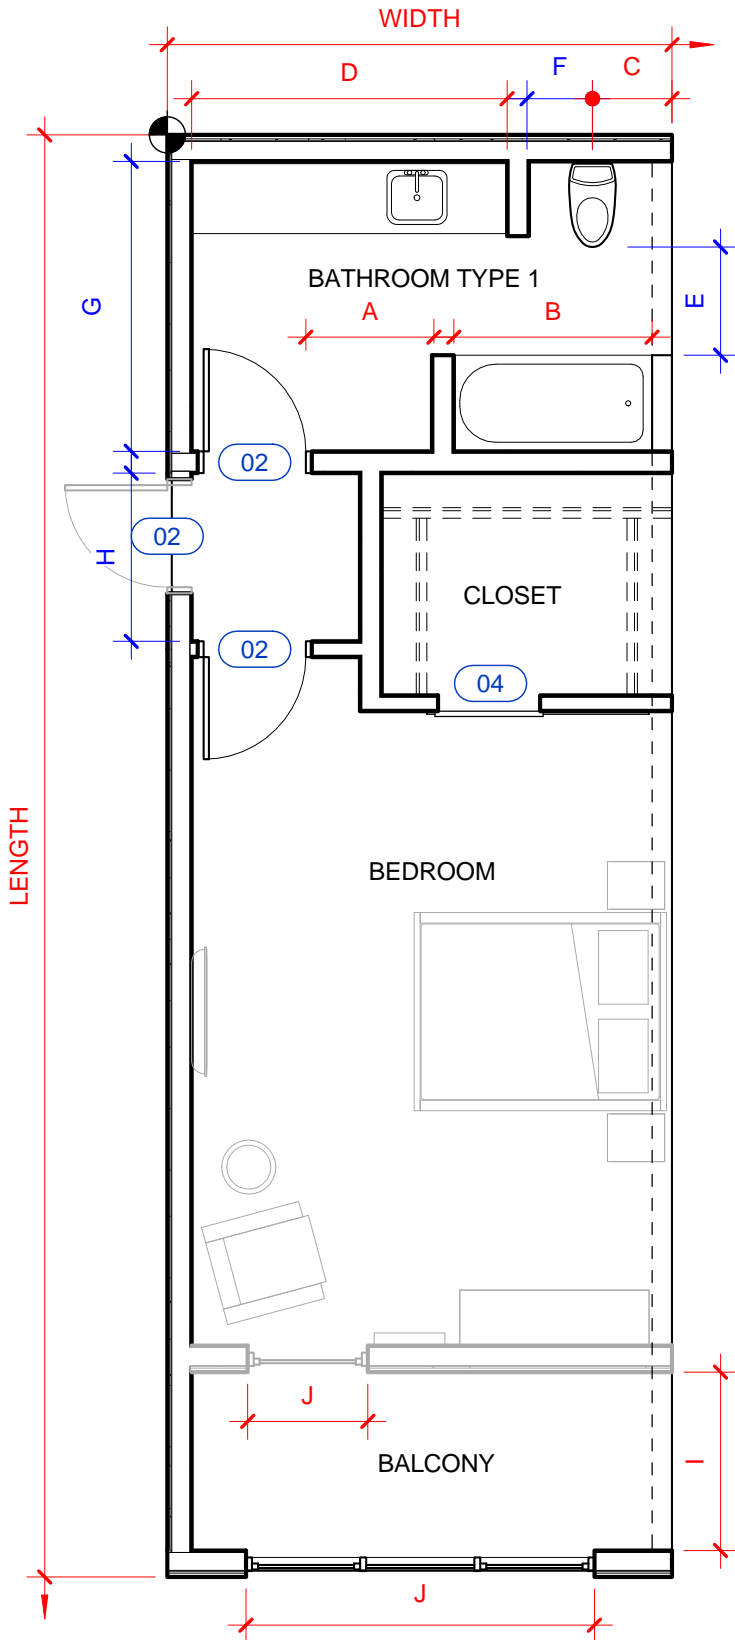 WIDTH
D
F
C
BATHROOM TYPE 1
G
E
A
B
02
02
H
CLOSET
02
04
LENGTH
BEDROOM
J
BALCONY
I
J